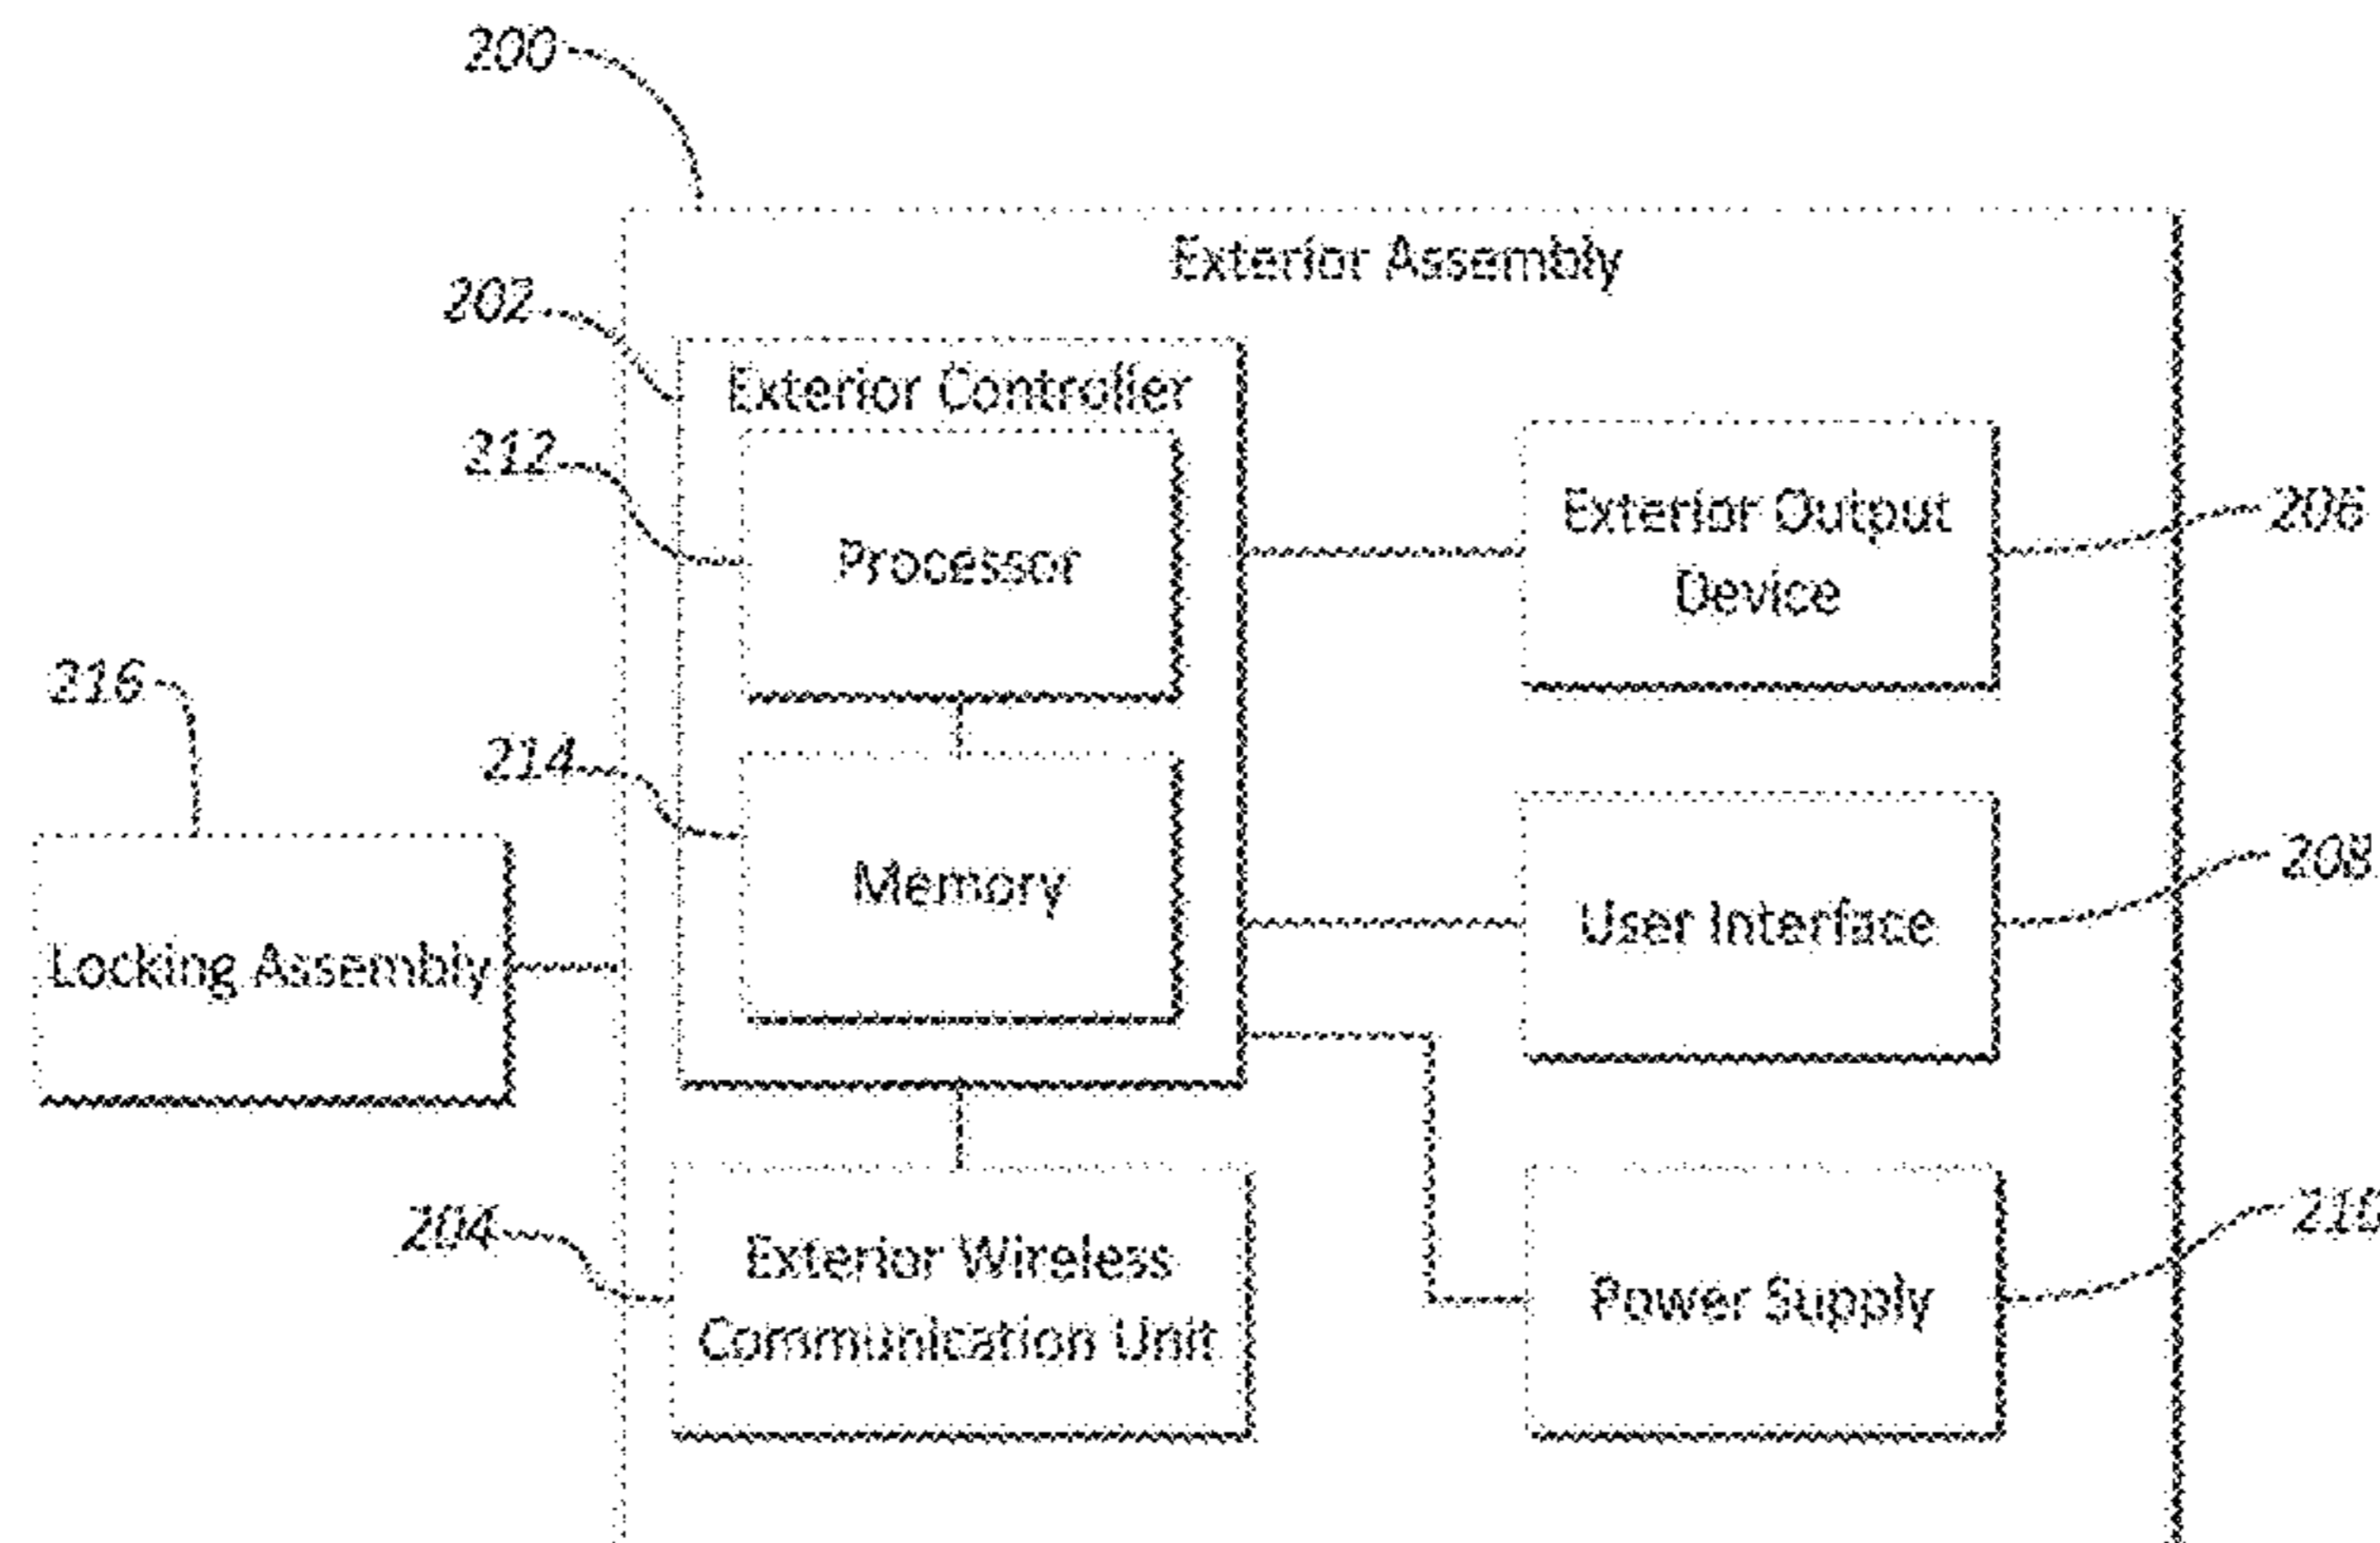 200
Exterior Assembly
202
Exterior Controller
212
Processor
Exterior Output
Device
206
216
214
Memory
Locking Assembly
User Interface
208
204
Exterior Wireless
Communication Unit
Power Supply
210